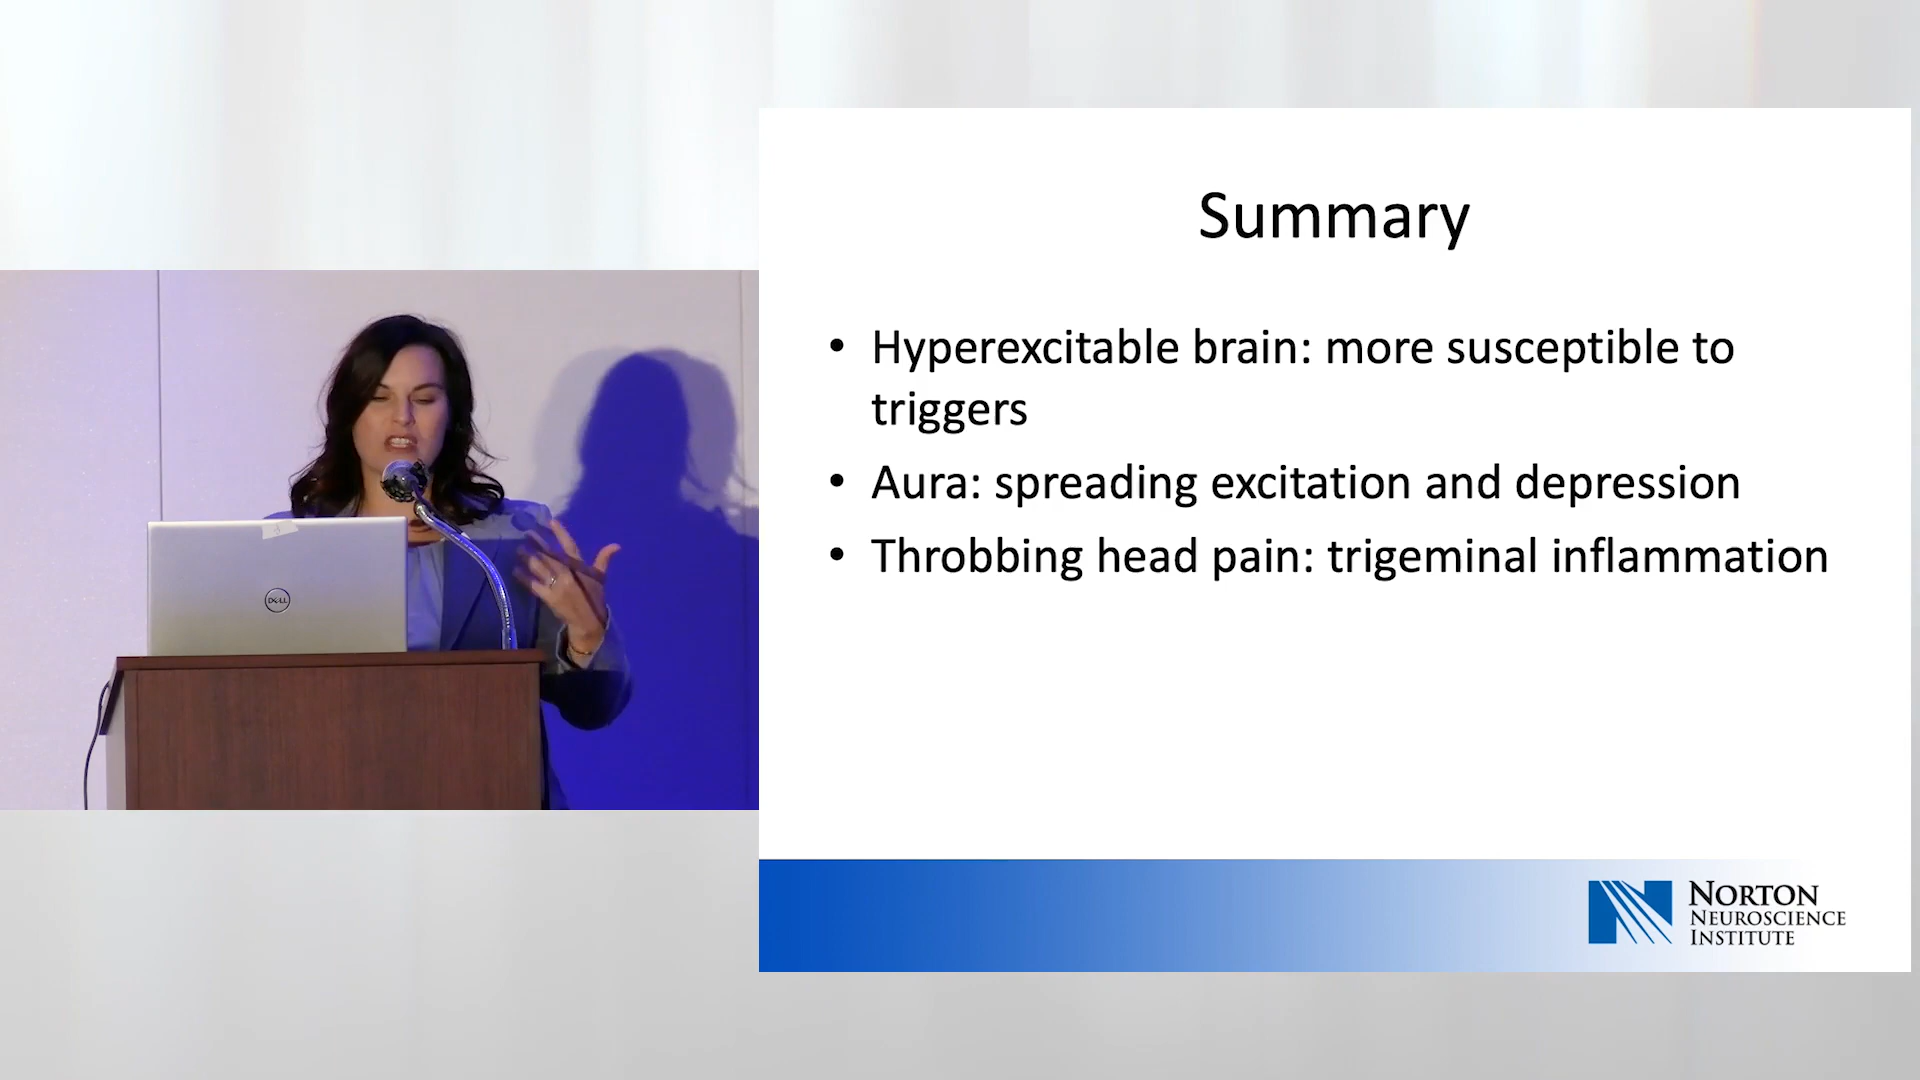 Summary
• Hyperexcitable brain: more susceptible to
triggers
• Aura: spreading excitation and depression
• Throbbing head pain: trigeminal inflammation
DELL
NORTON
NEUROSCIENCE
INSTITUTE